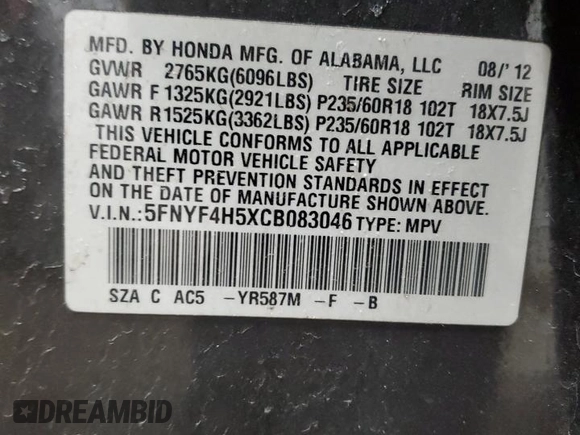 MFD. BY HONDA MFG. OF ALABAMA, LLC 08/'12
GVWR 2765KG(6096LBS) TIRE SIZE RIM SIZE
GAWR F 1325KG(2921LBS) P235/60R18 102T 18X7.5J
GAWR R 1525KG(3362LBS) P235/60R18 102T 18X7.5J
THIS VEHICLE CONFORMS TO ALL APPLICABLE
FEDERAL MOTOR VEHICLE SAFETY
AND THEFT PREVENTION STANDARDS IN EFFECT
ON THE DATE OF MANUFACTURE SHOWN ABOVE.
V.I.N.:5FNYF4H5XCB083046 TYPE: MPV
SZA C AC5 -YR587M -F -B
DREAMBID